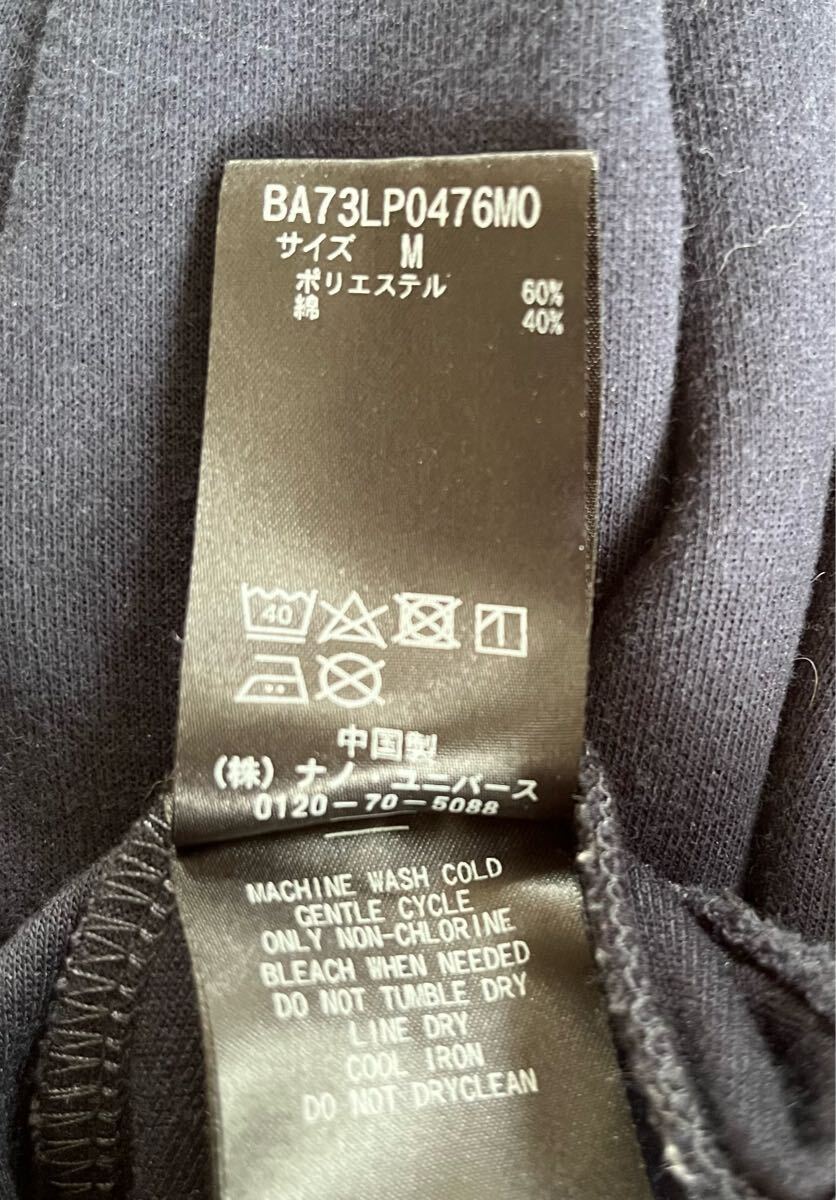 BA73LP0476MO
サイズ M
ポリエステル 60%
綿 40%
40
中国製
(株) ナノ ユニバース
0120-70-5088
MACHINE WASH COLD
GENTLE CYCLE
ONLY NON-CHLORINE
BLEACH WHEN NEEDED
DO NOT TUMBLE DRY
LINE DRY
COOL IRON
DO NOT DRYCLEAN